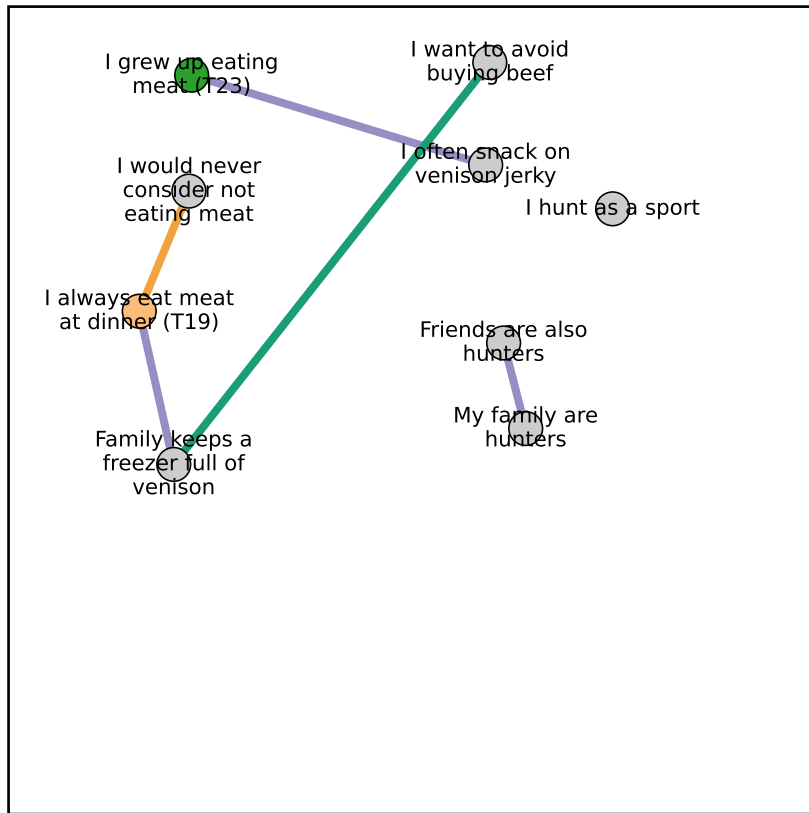 I grew up eating
meat (T23)
I want to avoid
buying beef
I often snack on
venison jerky
I would never
consider not
eating meat
I hunt as a sport
I always eat meat
at dinner (T19)
Friends are also
hunters
My family are
hunters
Family keeps a
freezer full of
venison